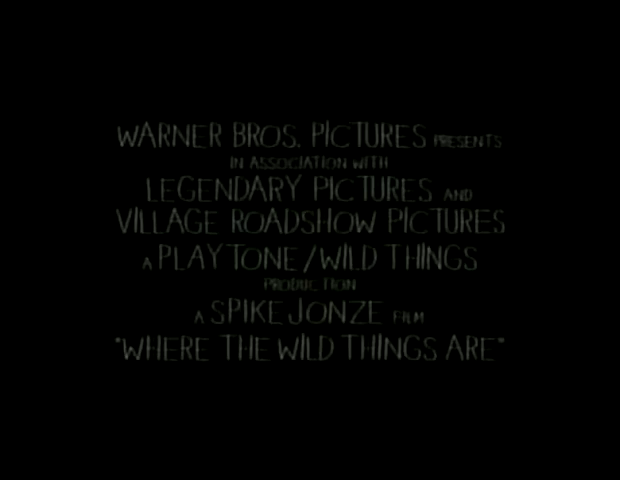 WARNER BROS. PICTURES PRESENTS
IN ASSOCIATION WITH
LEGENDARY PICTURES AND
VILLAGE ROADSHOW PICTURES
A PLAYTONE/WILD THINGS
PRODUCTION
A SPIKE JONZE FILM
"WHERE THE WILD THINGS ARE"